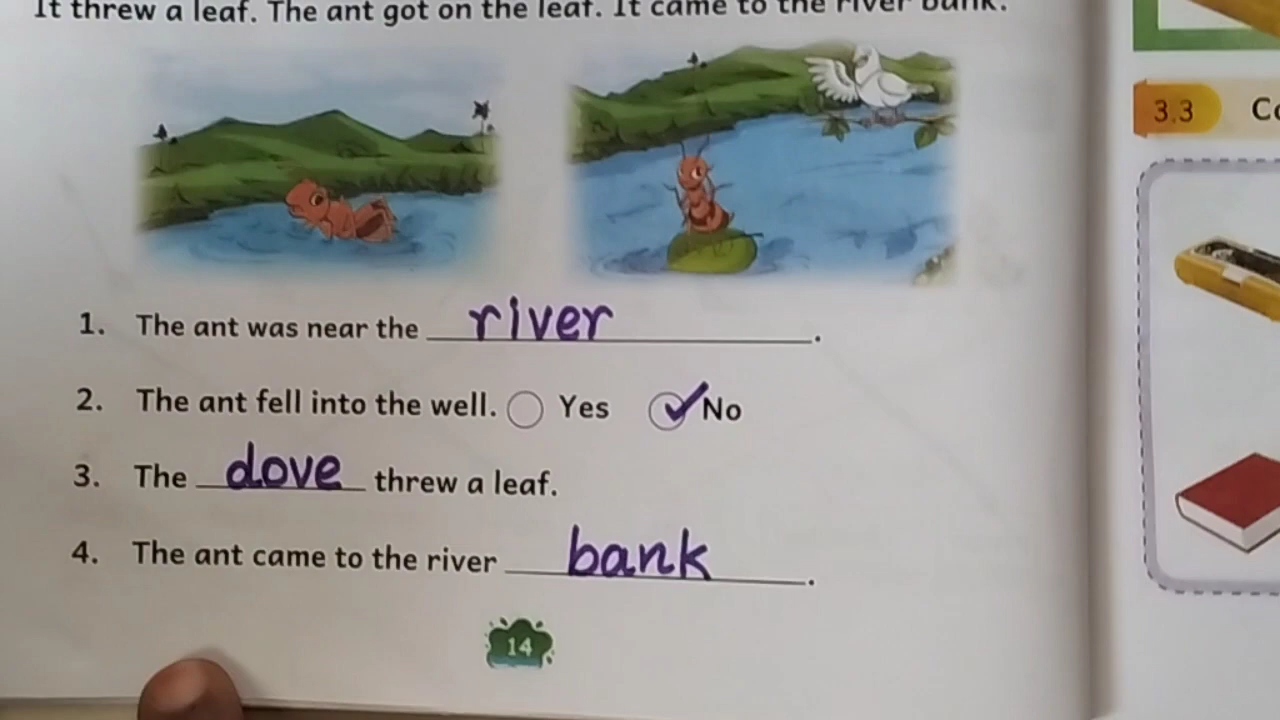 It threw a leaf. The ant got on the leaf. It came to the river bank.
1. The ant was near the river.
2. The ant fell into the well. Yes No
3. The dove threw a leaf.
4. The ant came to the river bank.
14
3.3